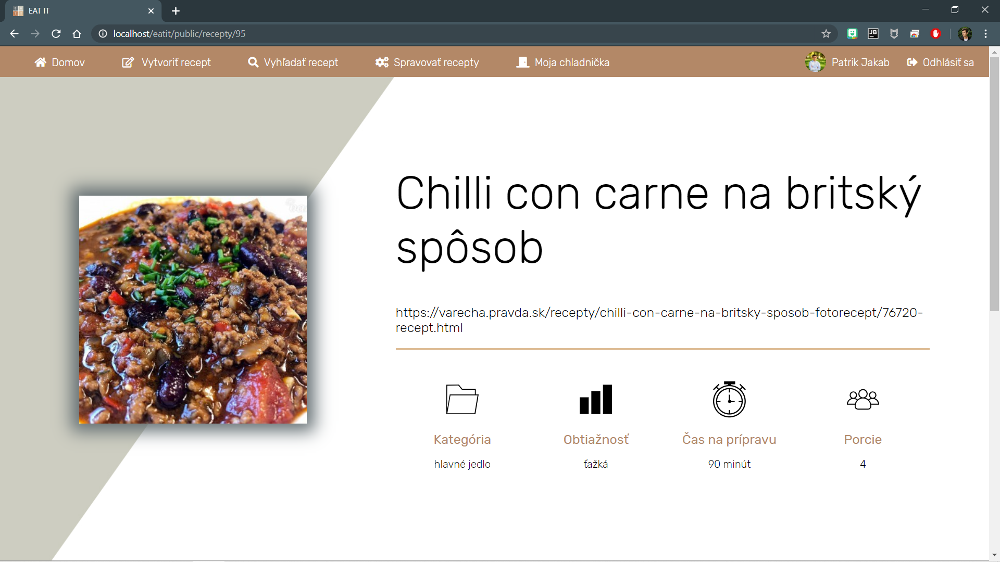 EAT IT
localhost/eatit/public/recepty/95
JB
Domov
Vytvoriť recept
Vyhľadať recept
Spravovať recepty
Moja chladnička
Patrik Jakab
Odhlásiť sa
Chilli con carne na britský
spôsob
https://varecha.pravda.sk/recepty/chilli-con-carne-na-britsky-sposob-fotorecept/76720-
recept.html
Kategória
Obtiažnosť
Čas na prípravu
Porcie
hlavné jedlo
ťažká
90 minút
4